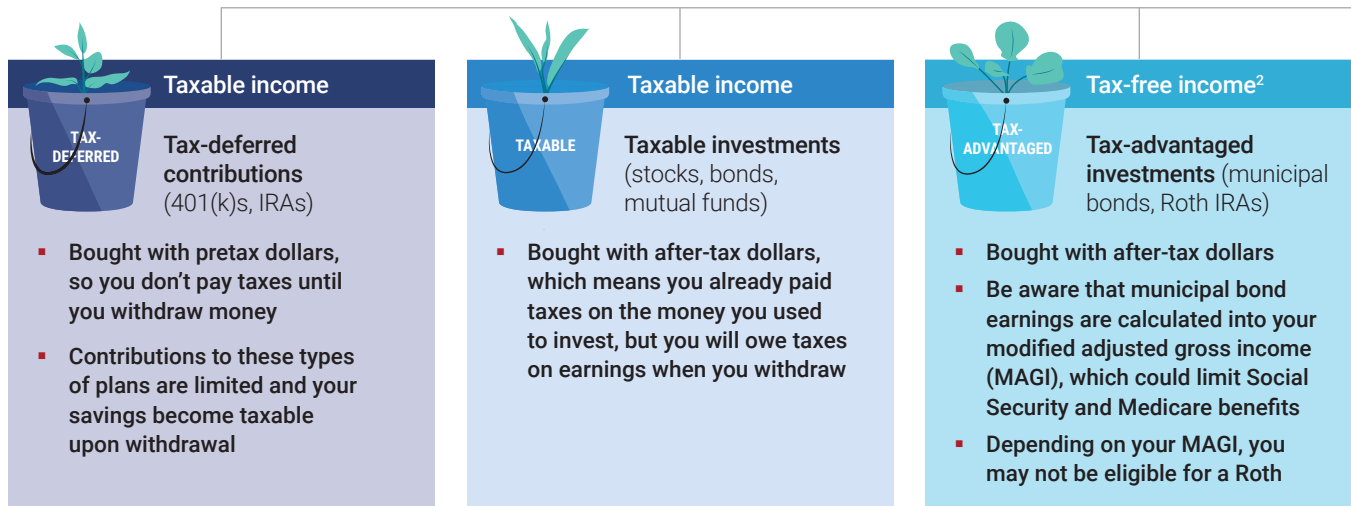 Taxable income
TAX-
DEFERRED
Tax-deferred
contributions
(401(k)s, IRAs)
▪ Bought with pretax dollars,
so you don’t pay taxes until
you withdraw money
▪ Contributions to these types
of plans are limited and your
savings become taxable
upon withdrawal
Taxable income
TAXABLE
Taxable investments
(stocks, bonds,
mutual funds)
▪ Bought with after-tax dollars,
which means you already paid
taxes on the money you used
to invest, but you will owe taxes
on earnings when you withdraw
Tax-free income²
TAX-
ADVANTAGED
Tax-advantaged
investments (municipal
bonds, Roth IRAs)
▪ Bought with after-tax dollars
▪ Be aware that municipal bond
earnings are calculated into your
modified adjusted gross income
(MAGI), which could limit Social
Security and Medicare benefits
▪ Depending on your MAGI, you
may not be eligible for a Roth